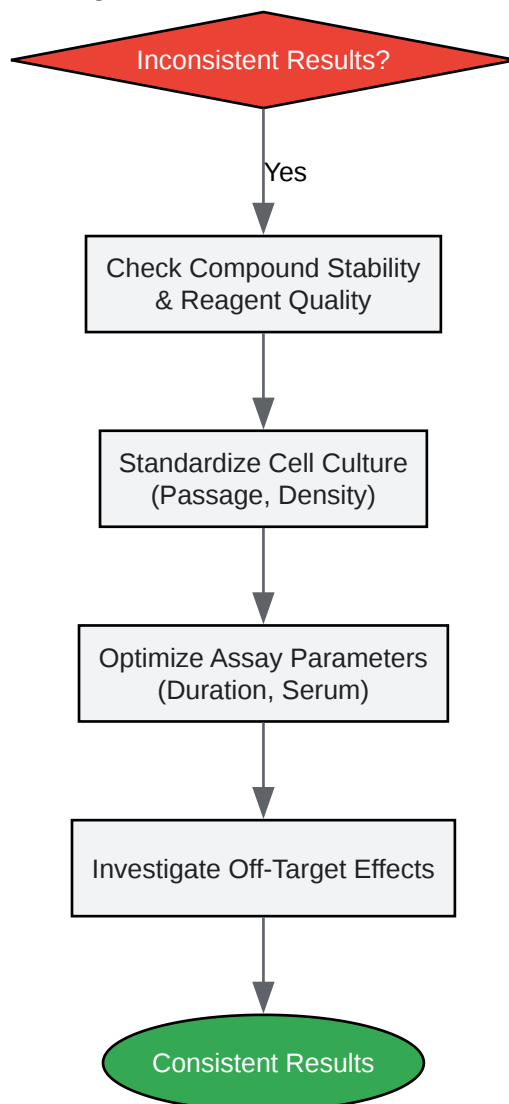 Inconsistent Results?
Yes
Check Compound Stability
& Reagent Quality
Standardize Cell Culture
(Passage, Density)
Optimize Assay Parameters
(Duration, Serum)
Investigate Off-Target Effects
Consistent Results